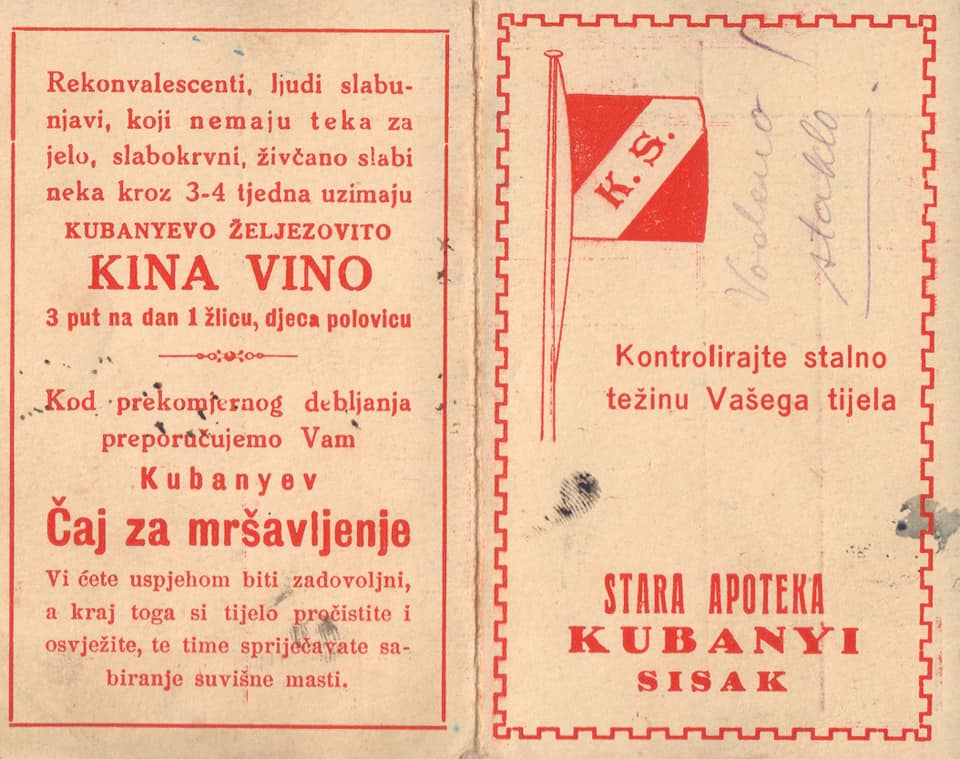 Rekonvalescenti, ljudi slabu-
njavi, koji nemaju teka za
jelo, slabokrvni, živčano slabi
neka kroz 3-4 tjedna uzimaju
KUBANYEVO ŽELJEZOVITO
KINA VINO
3 put na dan 1 žlicu, djeca polovicu
Kod prekomjernog debljanja
preporučujemo Vam
Kubanyev
Čaj za mršavljenje
Vi ćete uspjehom biti zadovoljni,
a kraj toga si tijelo pročistite i
osvježite, te time spriječavate sa-
biranje suvišne masti.
K. S.
Vodeno
staklo
Kontrolirajte stalno
težinu Vašega tijela
STARA APOTEKA
KUBANYI
SISAK